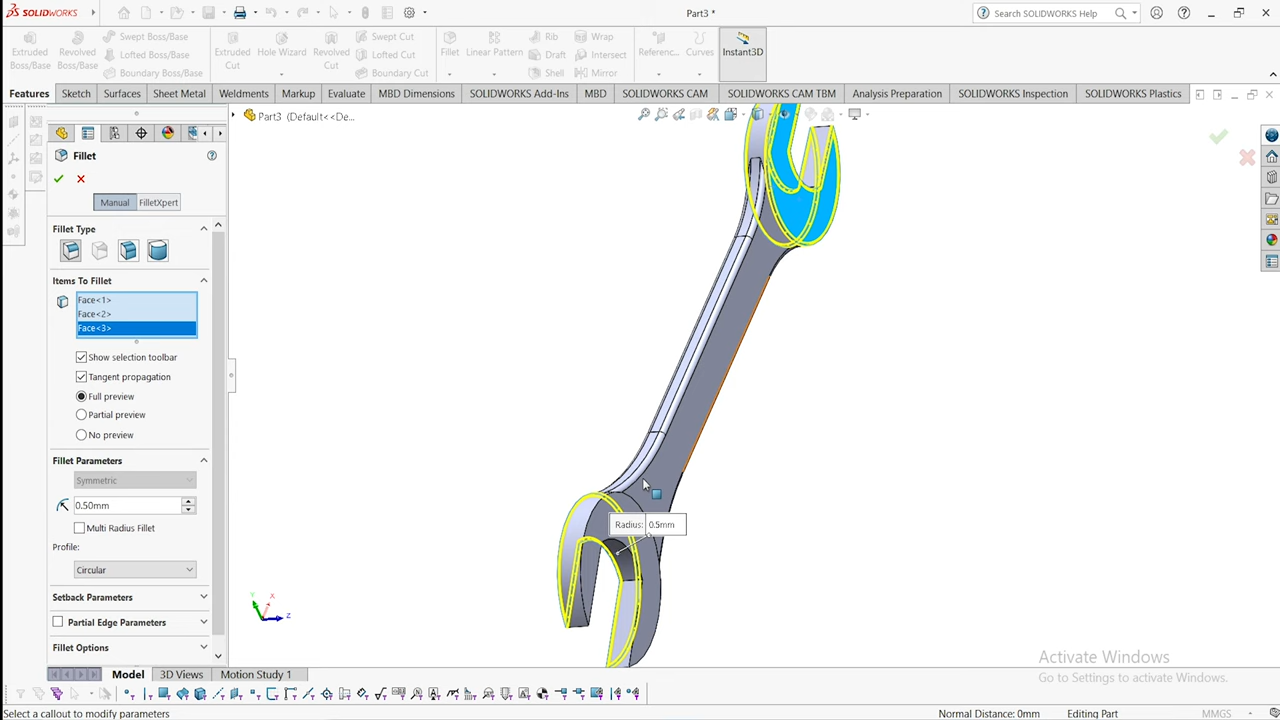 SOLIDWORKS
Part3 *
Search SOLIDWORKS Help
Extruded Boss/Base
Revolved Boss/Base
Swept Boss/Base
Lofted Boss/Base
Boundary Boss/Base
Extruded Cut
Hole Wizard
Revolved Cut
Swept Cut
Lofted Cut
Boundary Cut
Fillet
Linear Pattern
Rib
Draft
Shell
Wrap
Intersect
Mirror
Referenc...
Curves
Instant3D
Features Sketch Surfaces Sheet Metal Weldments Markup Evaluate MBD Dimensions SOLIDWORKS Add-Ins MBD SOLIDWORKS CAM SOLIDWORKS CAM TBM Analysis Preparation SOLIDWORKS Inspection SOLIDWORKS Plastics
Part3 (Default<<De...
Fillet
Manual FilletXpert
Fillet Type
Items To Fillet
Face<1>
Face<2>
Face<3>
Show selection toolbar
Tangent propagation
Full preview
Partial preview
No preview
Fillet Parameters
Symmetric
0.50mm
Multi Radius Fillet
Profile:
Circular
Setback Parameters
Partial Edge Parameters
Fillet Options
Radius: 0.5mm
Y X Z
Activate Windows
Go to Settings to activate Windows.
Model 3D Views Motion Study 1
Select a callout to modify parameters
Normal Distance: 0mm Editing Part MMGS